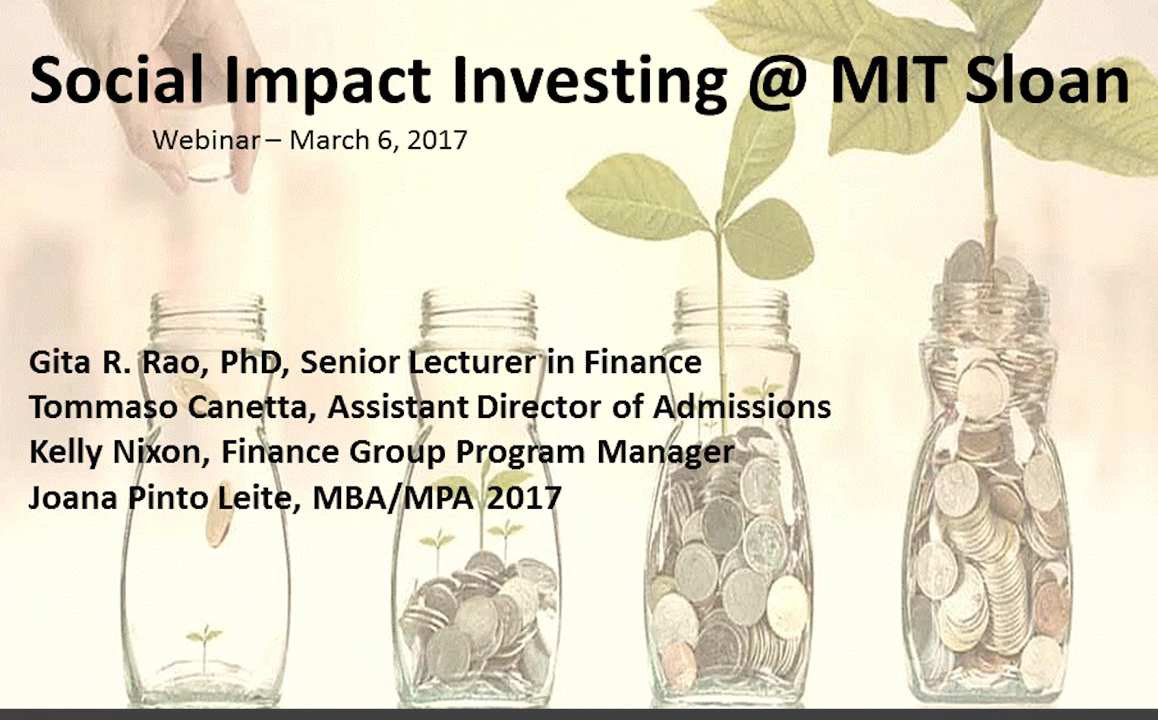 Social Impact Investing @ MIT Sloan
Webinar – March 6, 2017
Gita R. Rao, PhD, Senior Lecturer in Finance
Tommaso Canetta, Assistant Director of Admissions
Kelly Nixon, Finance Group Program Manager
Joana Pinto Leite, MBA/MPA 2017